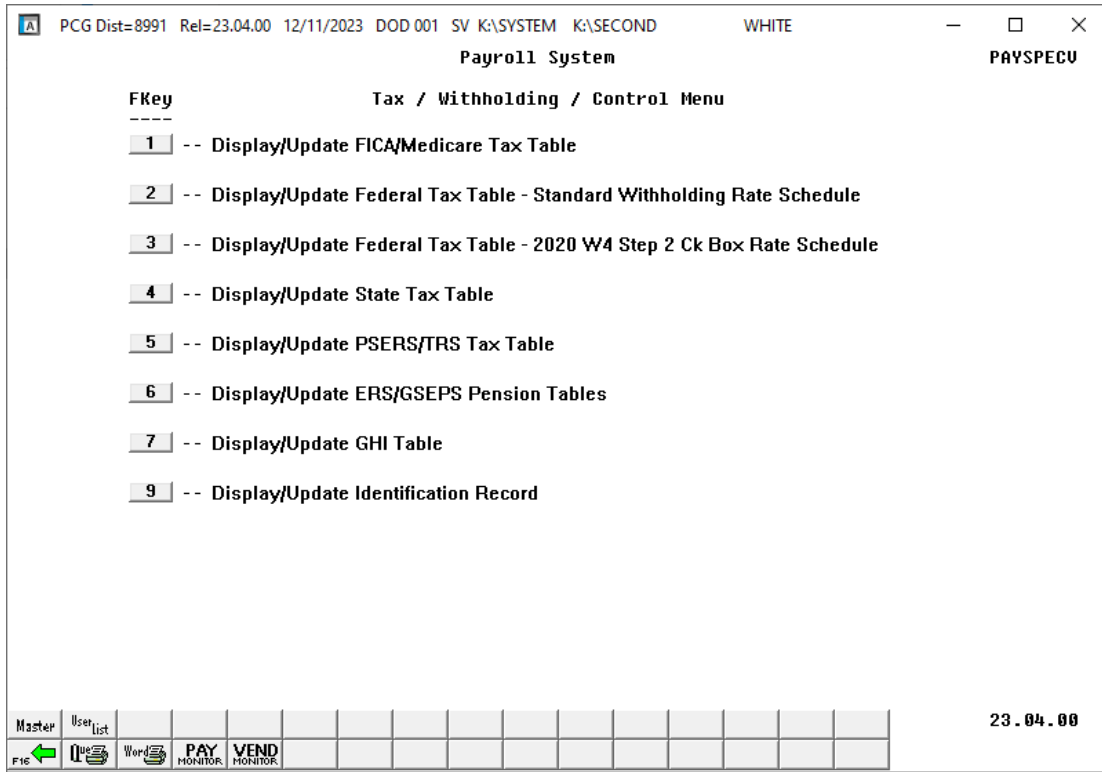 A PCG Dist=8991 Rel=23.04.00 12/11/2023 DOD 001 SV K:\SYSTEM K:\SECOND WHITE
Payroll System PAYSPECV
FKey Tax / Withholding / Control Menu
----
1 -- Display/Update FICA/Medicare Tax Table
2 -- Display/Update Federal Tax Table - Standard Withholding Rate Schedule
3 -- Display/Update Federal Tax Table - 2020 W4 Step 2 Ck Box Rate Schedule
4 -- Display/Update State Tax Table
5 -- Display/Update PSERS/TRS Tax Table
6 -- Display/Update ERS/GSEPS Pension Tables
7 -- Display/Update GHI Table
9 -- Display/Update Identification Record
Master User List 23.04.00
F16 Que Word PAY MONITOR VEND MONITOR